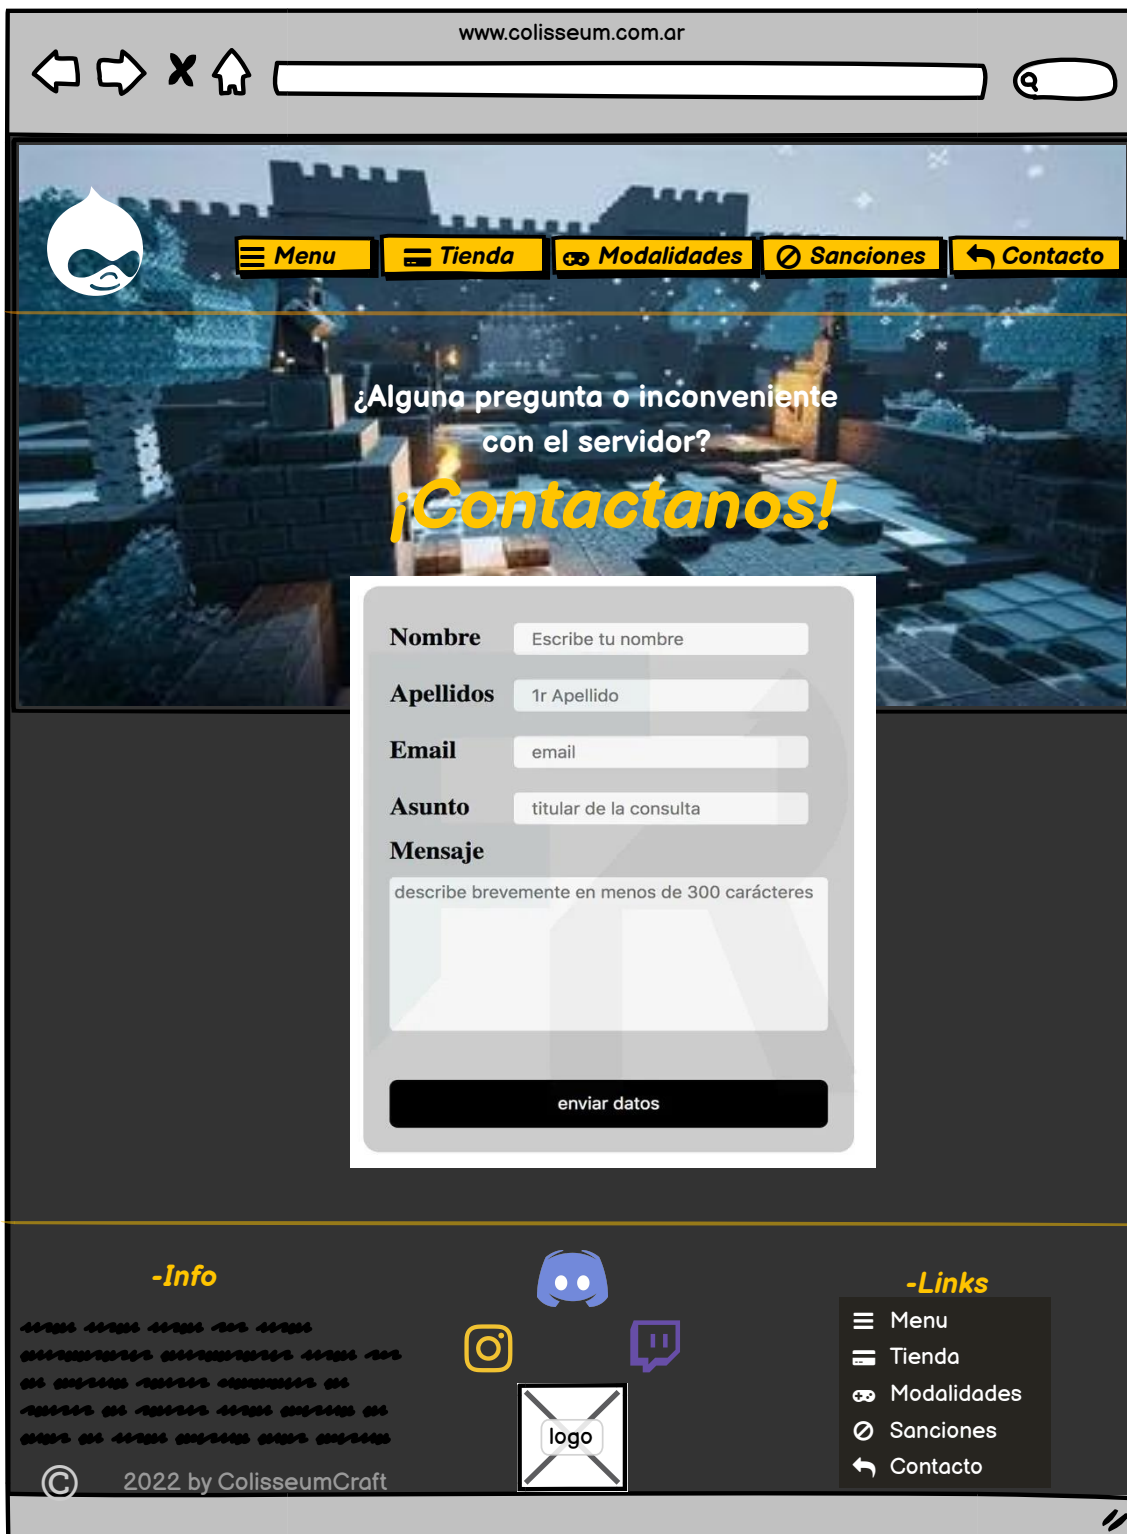 www.colisseum.com.ar
Menu
Tienda
Modalidades
Sanciones
Contacto
¿Alguna pregunta o inconveniente
con el servidor?
¡Contactanos!
Nombre Escribe tu nombre
Apellidos 1r Apellido
Email email
Asunto titular de la consulta
Mensaje
describe brevemente en menos de 300 carácteres
enviar datos
-Info
© 2022 by ColisseumCraft
logo
-Links
Menu
Tienda
Modalidades
Sanciones
Contacto